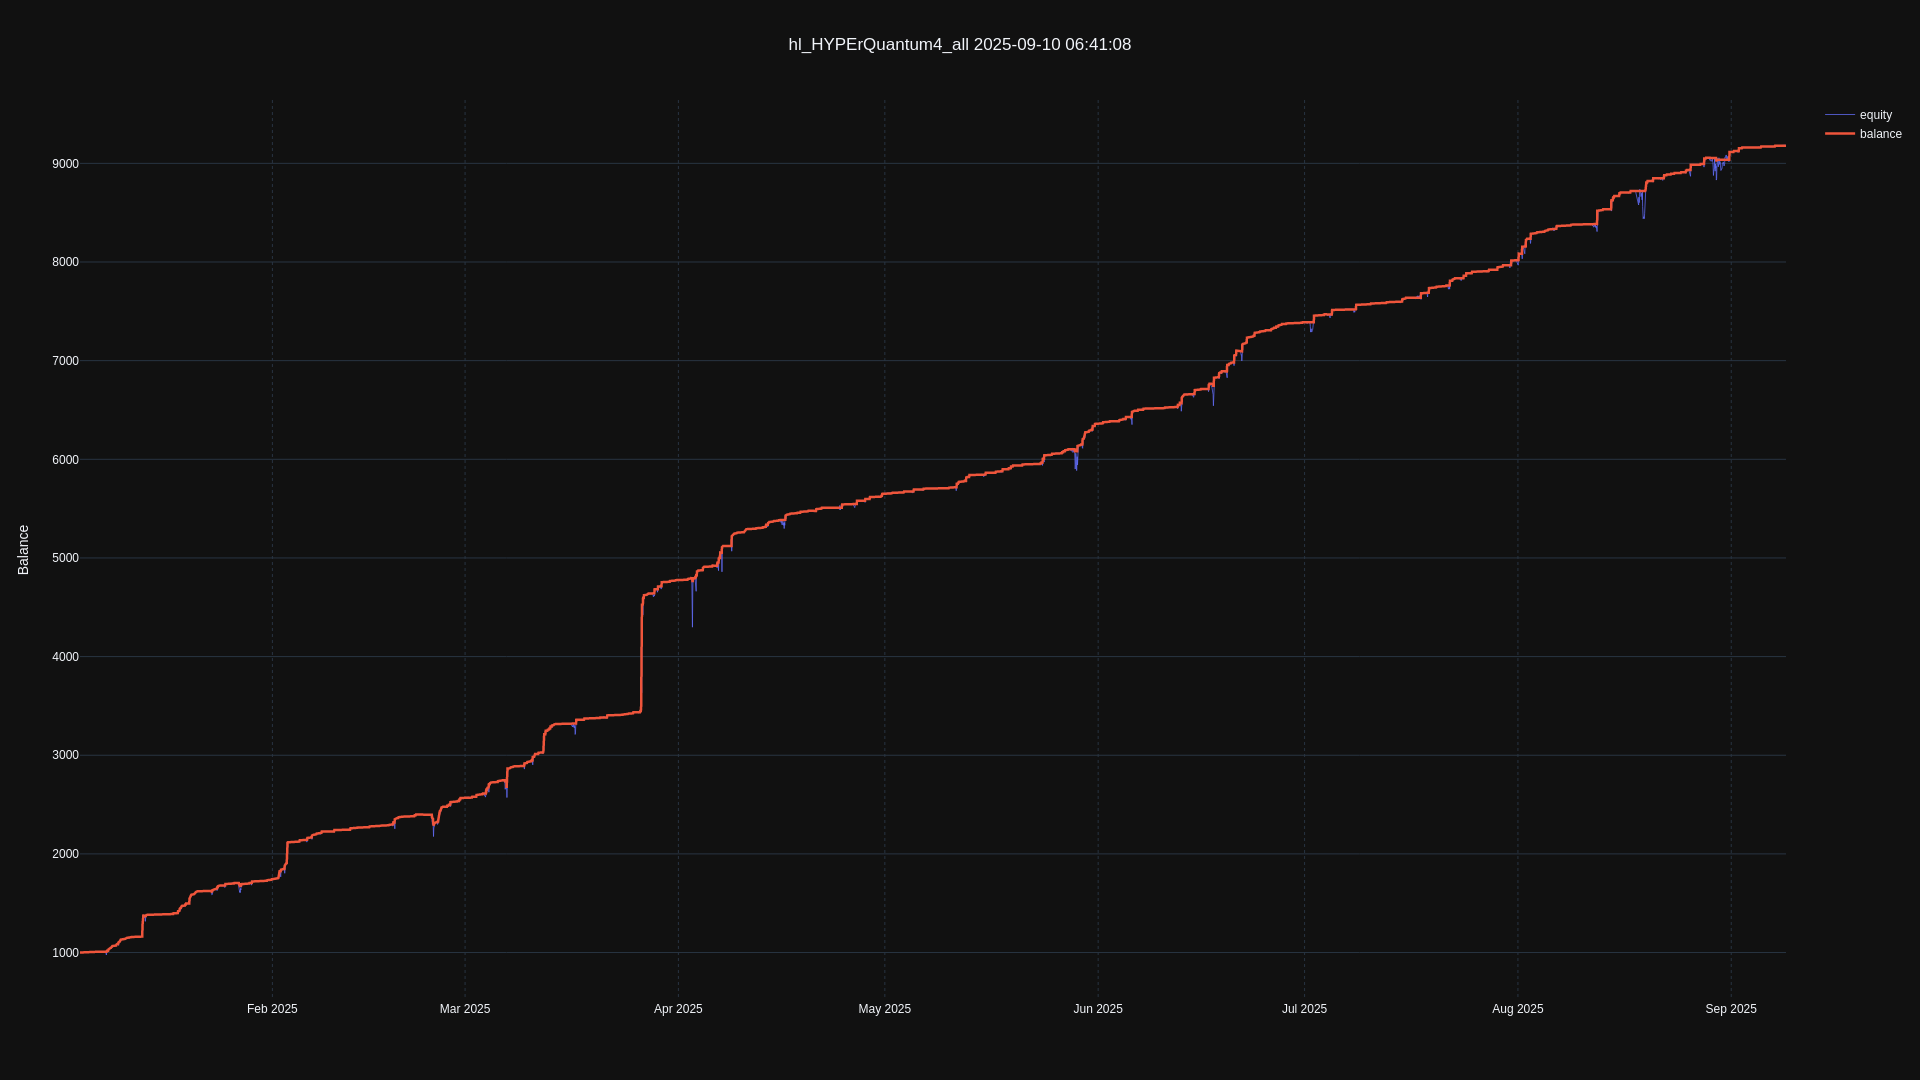 hl_HYPErQuantum4_all 2025-09-10 06:41:08
equity
balance
9000
8000
7000
6000
5000
4000
3000
2000
1000
Balance
Feb 2025
Mar 2025
Apr 2025
May 2025
Jun 2025
Jul 2025
Aug 2025
Sep 2025